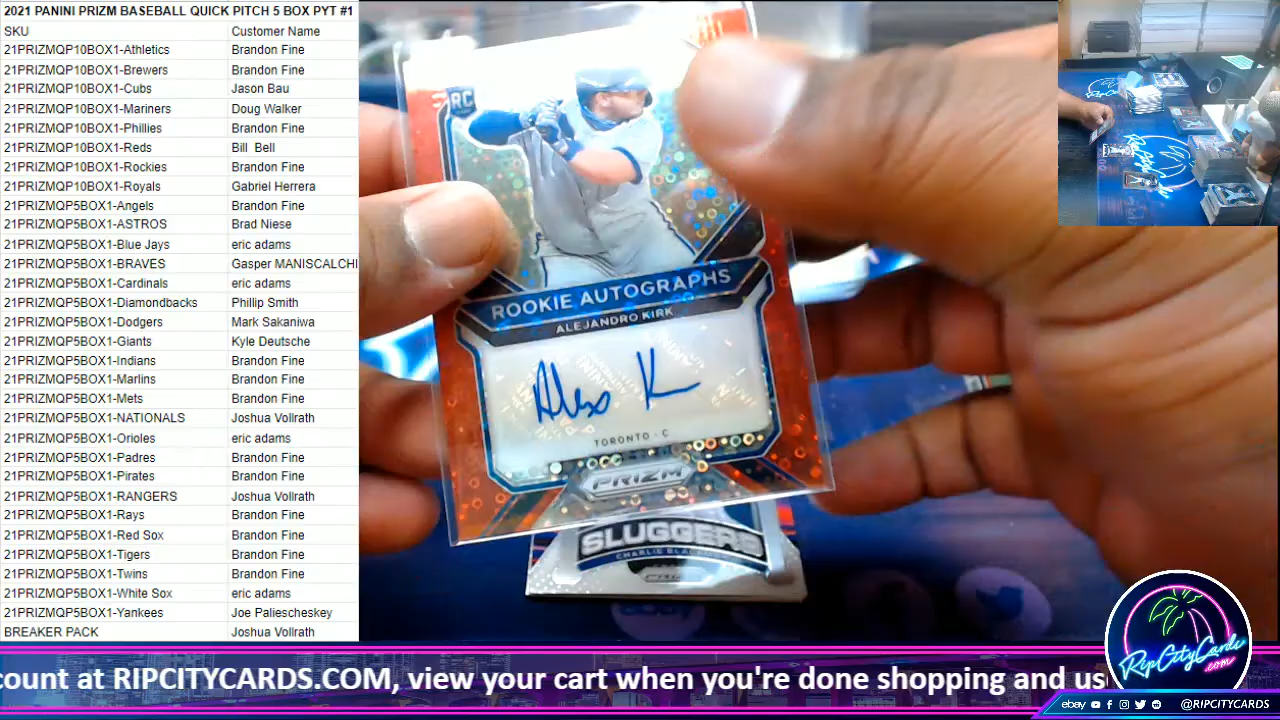 2021 PANINI PRIZM BASEBALL QUICK PITCH 5 BOX PYT #1
SKU Customer Name
21PRIZMQP10BOX1-Athletics Brandon Fine
21PRIZMQP10BOX1-Brewers Brandon Fine
21PRIZMQP10BOX1-Cubs Jason Bau
21PRIZMQP10BOX1-Mariners Doug Walker
21PRIZMQP10BOX1-Phillies Brandon Fine
21PRIZMQP10BOX1-Reds Bill Bell
21PRIZMQP10BOX1-Rockies Brandon Fine
21PRIZMQP10BOX1-Royals Gabriel Herrera
21PRIZMQP5BOX1-Angels Brandon Fine
21PRIZMQP5BOX1-ASTROS Brad Niese
21PRIZMQP5BOX1-Blue Jays eric adams
21PRIZMQP5BOX1-BRAVES Gasper MANISCALCHI
21PRIZMQP5BOX1-Cardinals eric adams
21PRIZMQP5BOX1-Diamondbacks Phillip Smith
21PRIZMQP5BOX1-Dodgers Mark Sakaniwa
21PRIZMQP5BOX1-Giants Kyle Deutsche
21PRIZMQP5BOX1-Indians Brandon Fine
21PRIZMQP5BOX1-Marlins Brandon Fine
21PRIZMQP5BOX1-Mets Brandon Fine
21PRIZMQP5BOX1-NATIONALS Joshua Vollrath
21PRIZMQP5BOX1-Orioles eric adams
21PRIZMQP5BOX1-Padres Brandon Fine
21PRIZMQP5BOX1-Pirates Brandon Fine
21PRIZMQP5BOX1-RANGERS Joshua Vollrath
21PRIZMQP5BOX1-Rays Brandon Fine
21PRIZMQP5BOX1-Red Sox Brandon Fine
21PRIZMQP5BOX1-Tigers Brandon Fine
21PRIZMQP5BOX1-Twins Brandon Fine
21PRIZMQP5BOX1-White Sox eric adams
21PRIZMQP5BOX1-Yankees Joe Paliescheskey
BREAKER PACK Joshua Vollrath
RC
ROOKIE AUTOGRAPHS
ALEJANDRO KIRK
Alex K
TORONTO - C
PRIZM
SLUGGERS
CHARLIE
count at RIPCITYCARDS.COM, view your cart when you're done shopping and us
RipCityCards
.com
ebay @RIPCITYCARDS